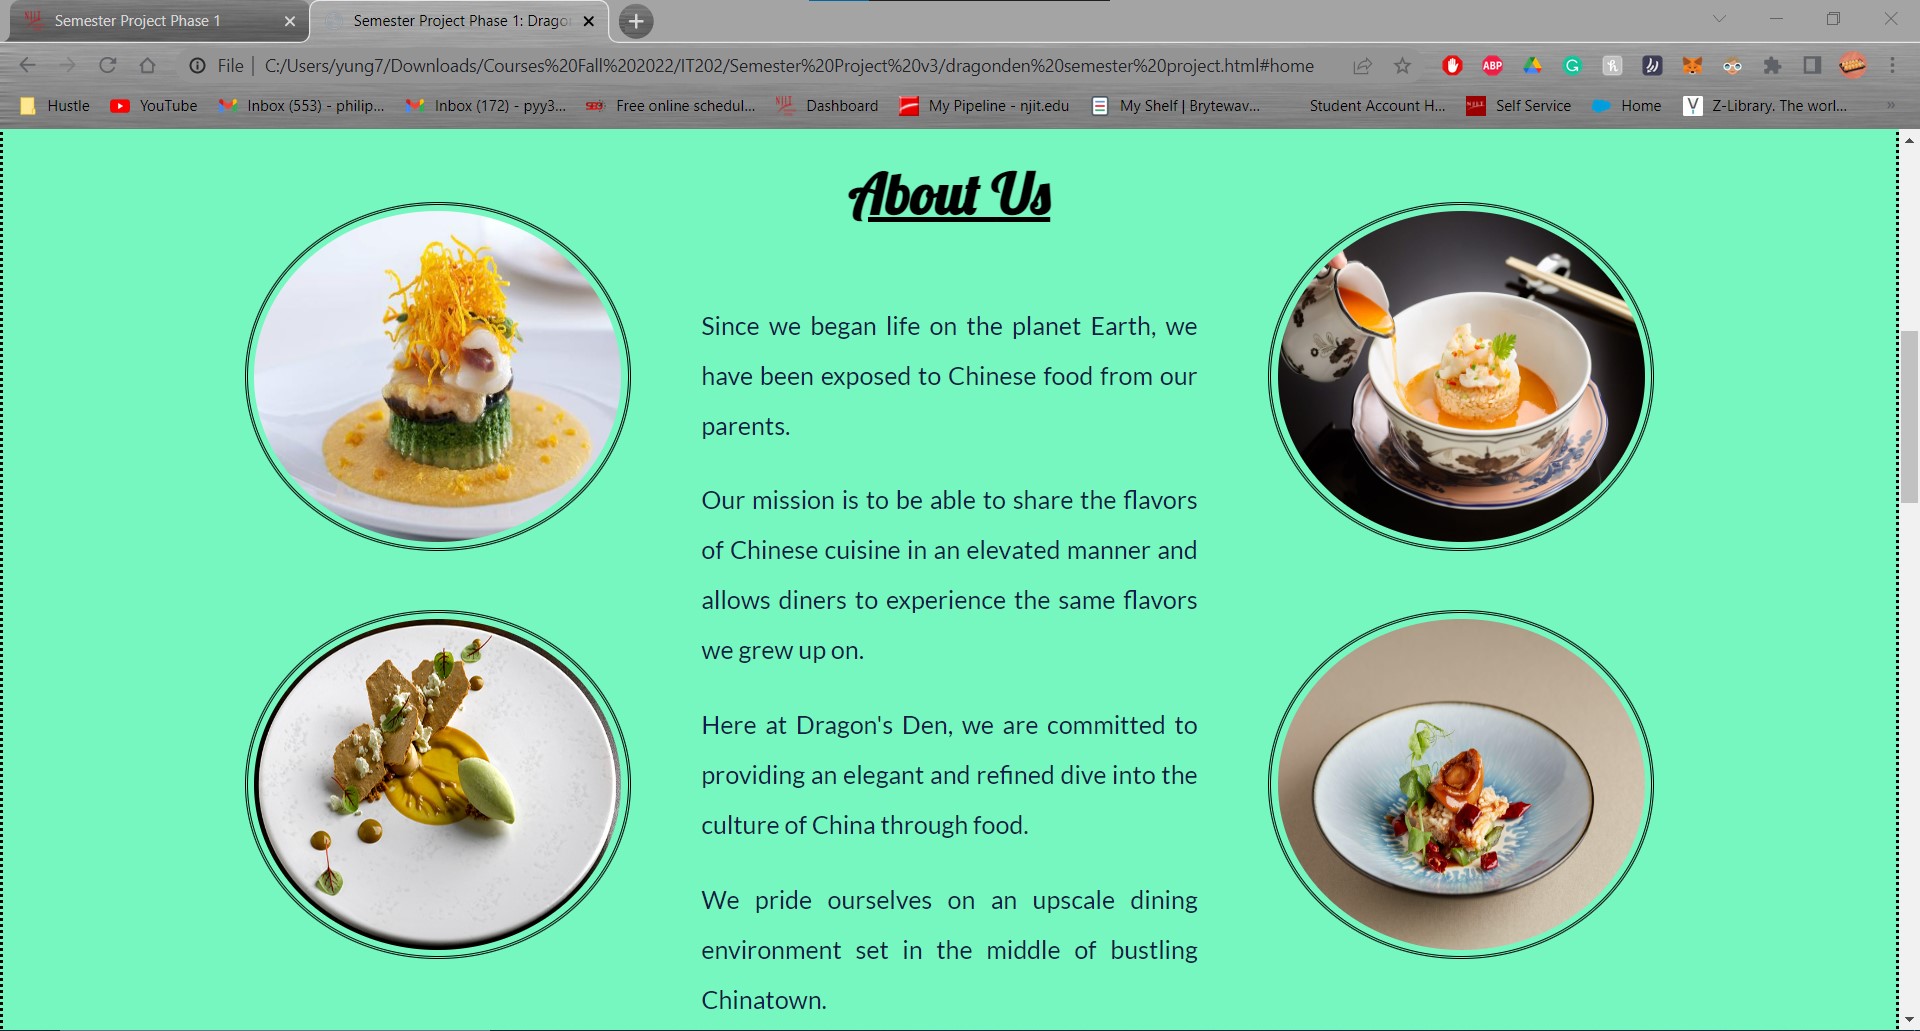 Semester Project Phase 1
Semester Project Phase 1: Drago
File | C:/Users/yung7/Downloads/Courses%20Fall%202022/IT202/Semester%20Project%20v3/dragonden%20semester%20project.html#home
ABP
Hustle YouTube Inbox (553) - philip... Inbox (172) - pyy3... Free online schedul... Dashboard My Pipeline - njit.edu My Shelf | Brytewav... Student Account H... Self Service Home Z-Library. The worl... »
About Us
Since we began life on the planet Earth, we
have been exposed to Chinese food from our
parents.
Our mission is to be able to share the flavors
of Chinese cuisine in an elevated manner and
allows diners to experience the same flavors
we grew up on.
Here at Dragon's Den, we are committed to
providing an elegant and refined dive into the
culture of China through food.
We pride ourselves on an upscale dining
environment set in the middle of bustling
Chinatown.